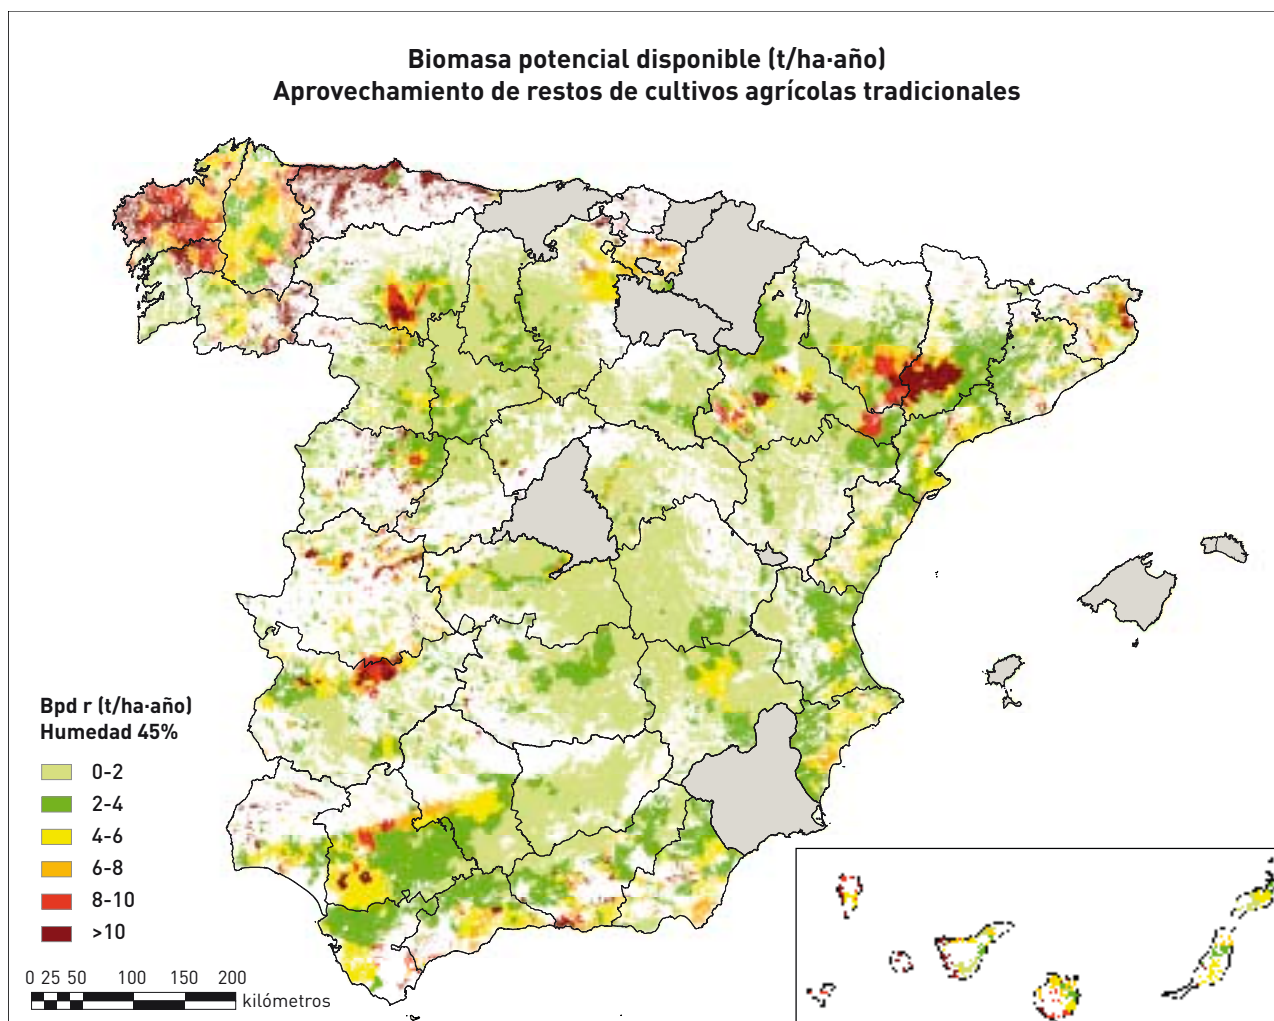 Biomasa potencial disponible (t/ha·año)
Aprovechamiento de restos de cultivos agrícolas tradicionales
Bpd r (t/ha·año)
Humedad 45%
0-2
2-4
4-6
6-8
8-10
>10
0 25 50 100 150 200
kilómetros